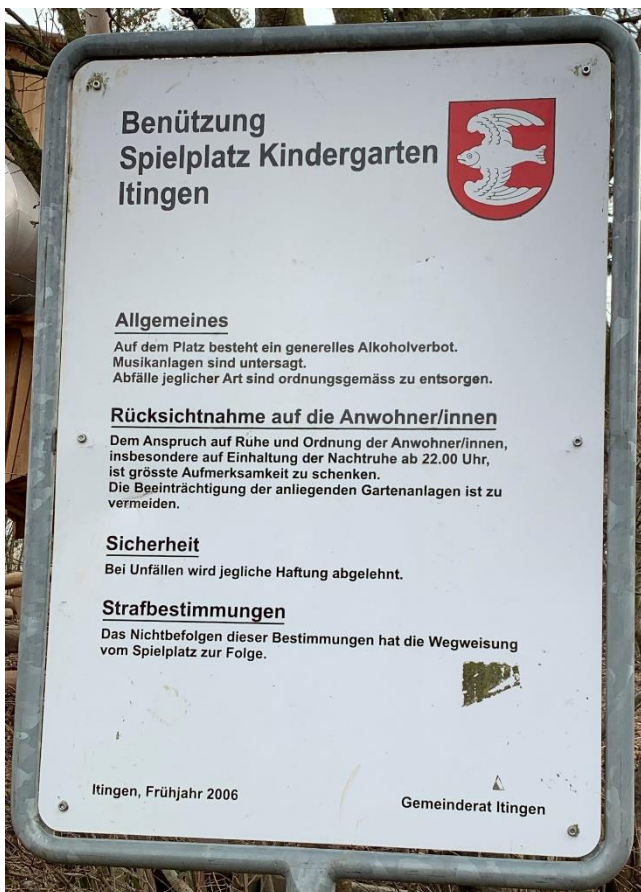 Benützung
Spielplatz Kindergarten
Itingen
Allgemeines
Auf dem Platz besteht ein generelles Alkoholverbot.
Musikanlagen sind untersagt.
Abfälle jeglicher Art sind ordnungsgemäss zu entsorgen.
Rücksichtnahme auf die Anwohner/innen
Dem Anspruch auf Ruhe und Ordnung der Anwohner/innen,
insbesondere auf Einhaltung der Nachtruhe ab 22.00 Uhr,
ist grösste Aufmerksamkeit zu schenken.
Die Beeinträchtigung der anliegenden Gartenanlagen ist zu
vermeiden.
Sicherheit
Bei Unfällen wird jegliche Haftung abgelehnt.
Strafbestimmungen
Das Nichtbefolgen dieser Bestimmungen hat die Wegweisung
vom Spielplatz zur Folge.
Itingen, Frühjahr 2006
Gemeinderat Itingen